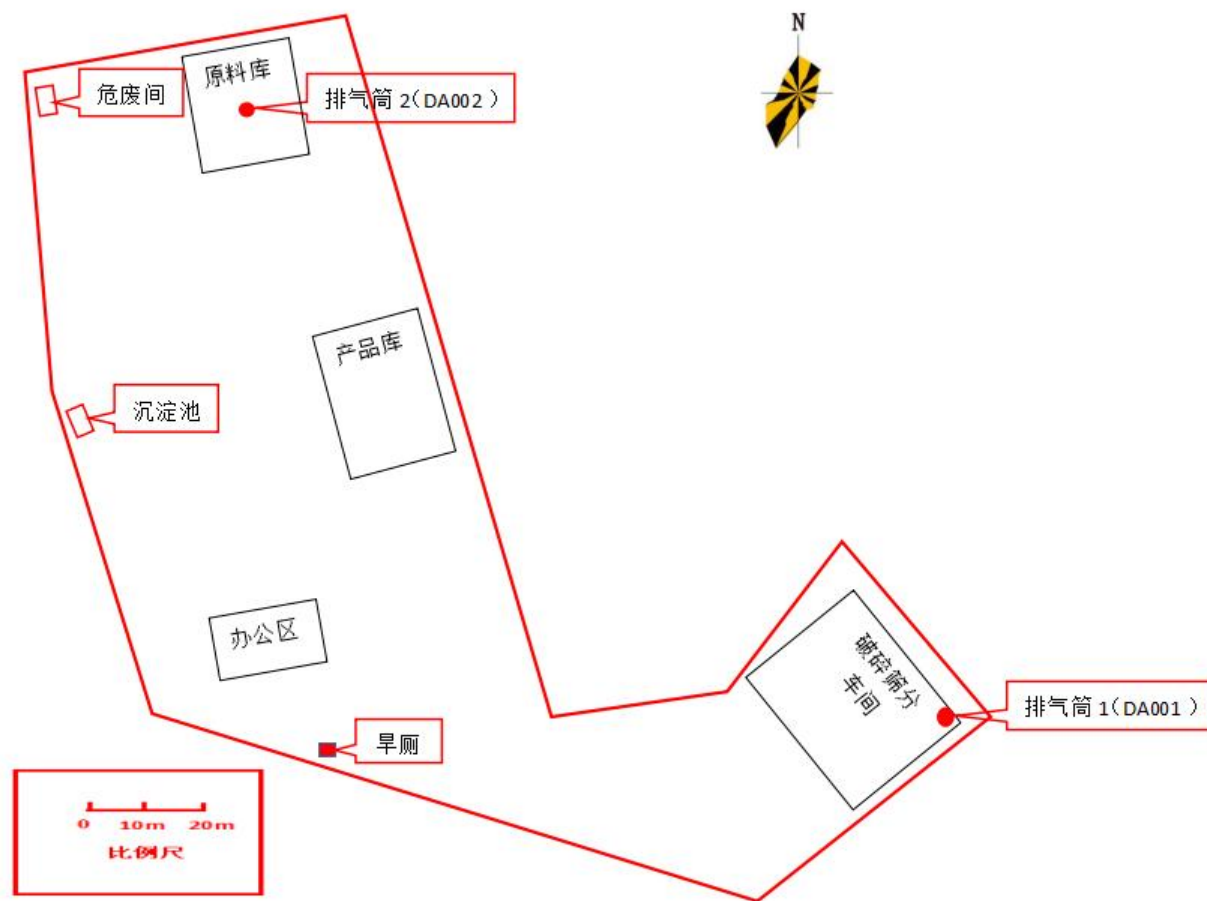 N
原料库
危废间
排气筒 2（DA002 ）
产品库
沉淀池
办公区
破碎筛分
车间
排气筒 1（DA001 ）
旱厕
0 10m 20m
比例尺